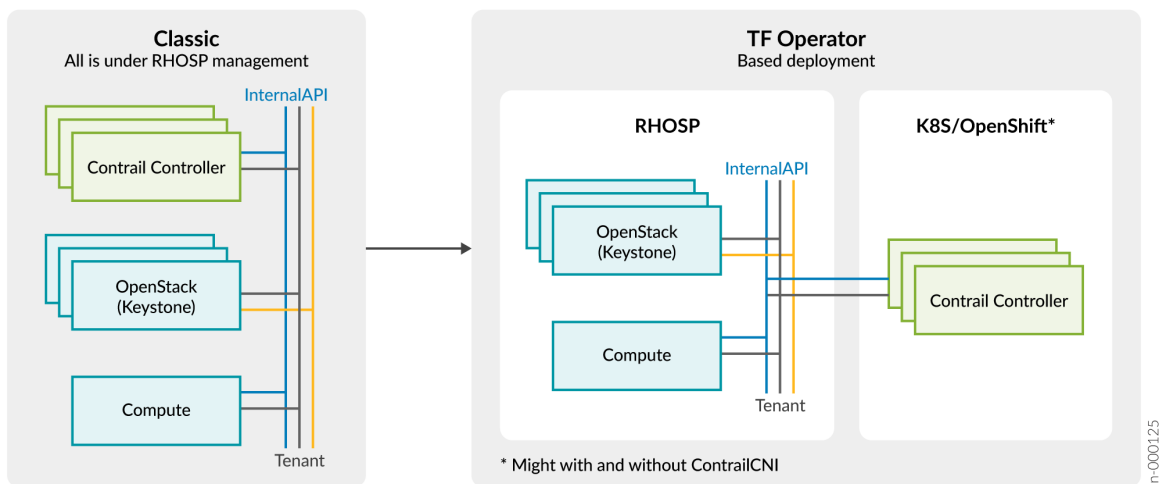 Classic
All is under RHOSP management
InternalAPI
Contrail Controller
OpenStack
(Keystone)
Compute
Tenant
TF Operator
Based deployment
RHOSP
InternalAPI
OpenStack
(Keystone)
Compute
Tenant
K8S/OpenShift*
Contrail Controller
* Might with and without ContrailCNI
n-000125